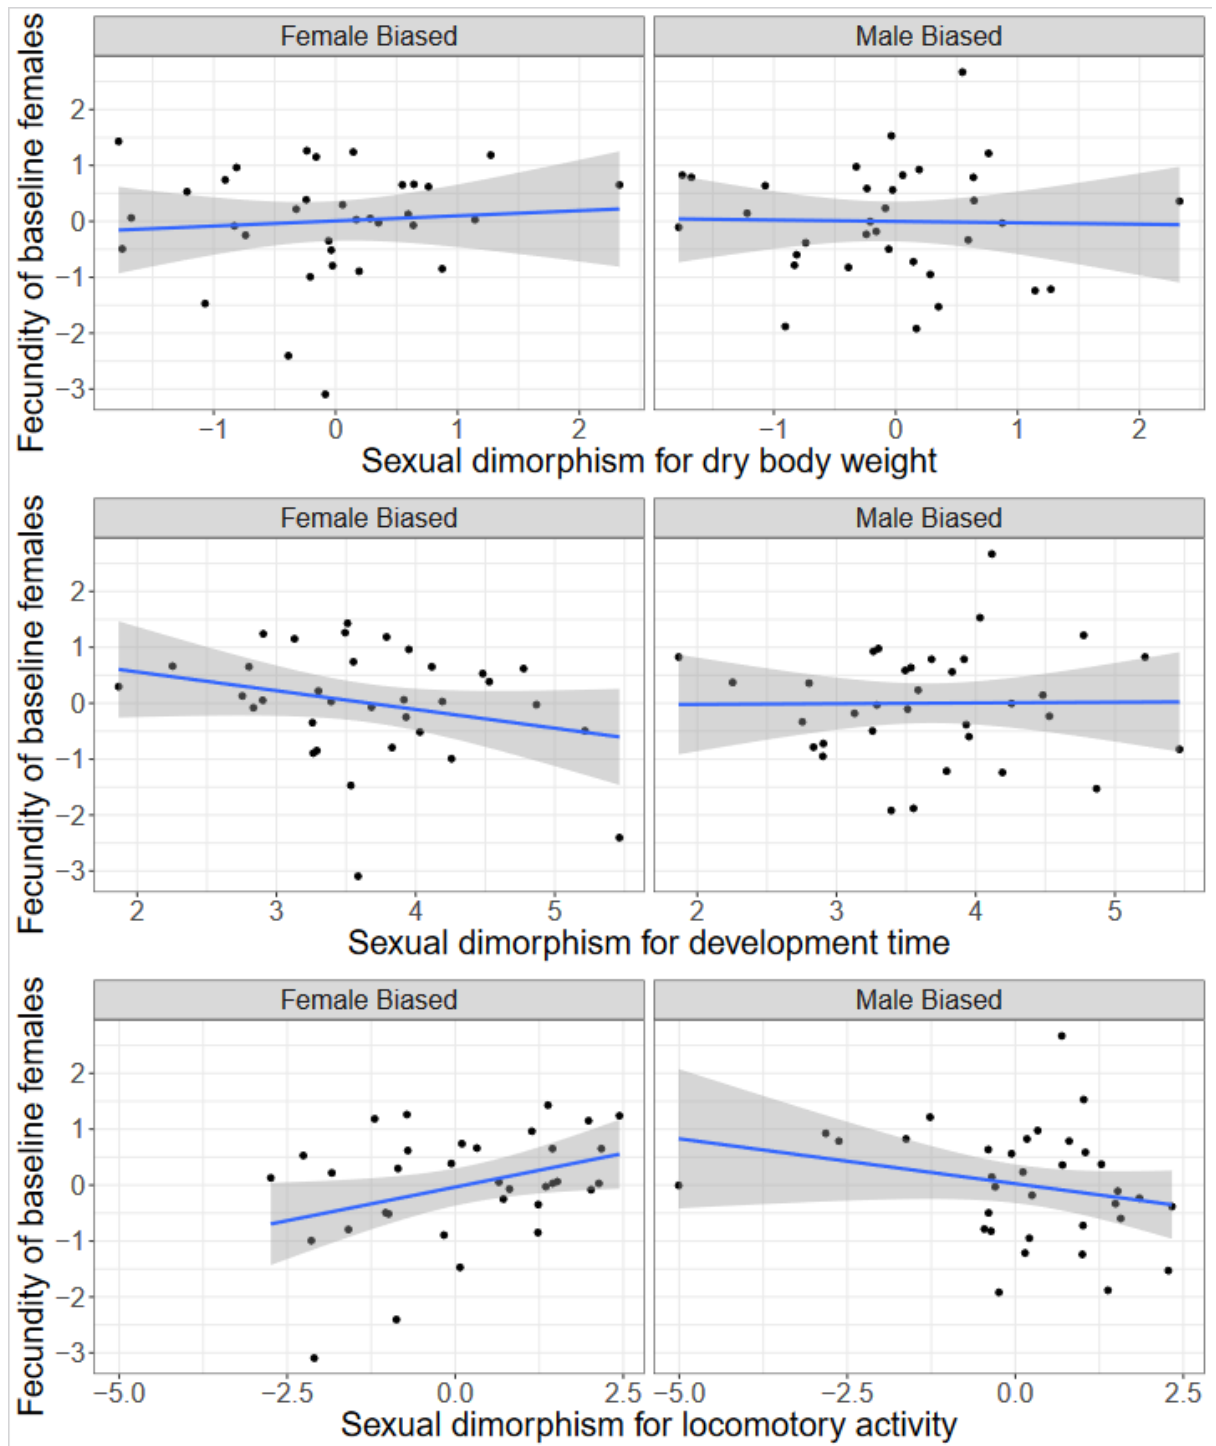 Female Biased Male Biased
Fecundity of baseline females
2
1
0
−1
−2
−3
−1 0 1 2 −1 0 1 2
Sexual dimorphism for dry body weight
Female Biased Male Biased
Fecundity of baseline females
2
1
0
−1
−2
−3
2 3 4 5 2 3 4 5
Sexual dimorphism for development time
Female Biased Male Biased
Fecundity of baseline females
2
1
0
−1
−2
−3
−5.0 −2.5 0.0 2.5 −5.0 −2.5 0.0 2.5
Sexual dimorphism for locomotory activity